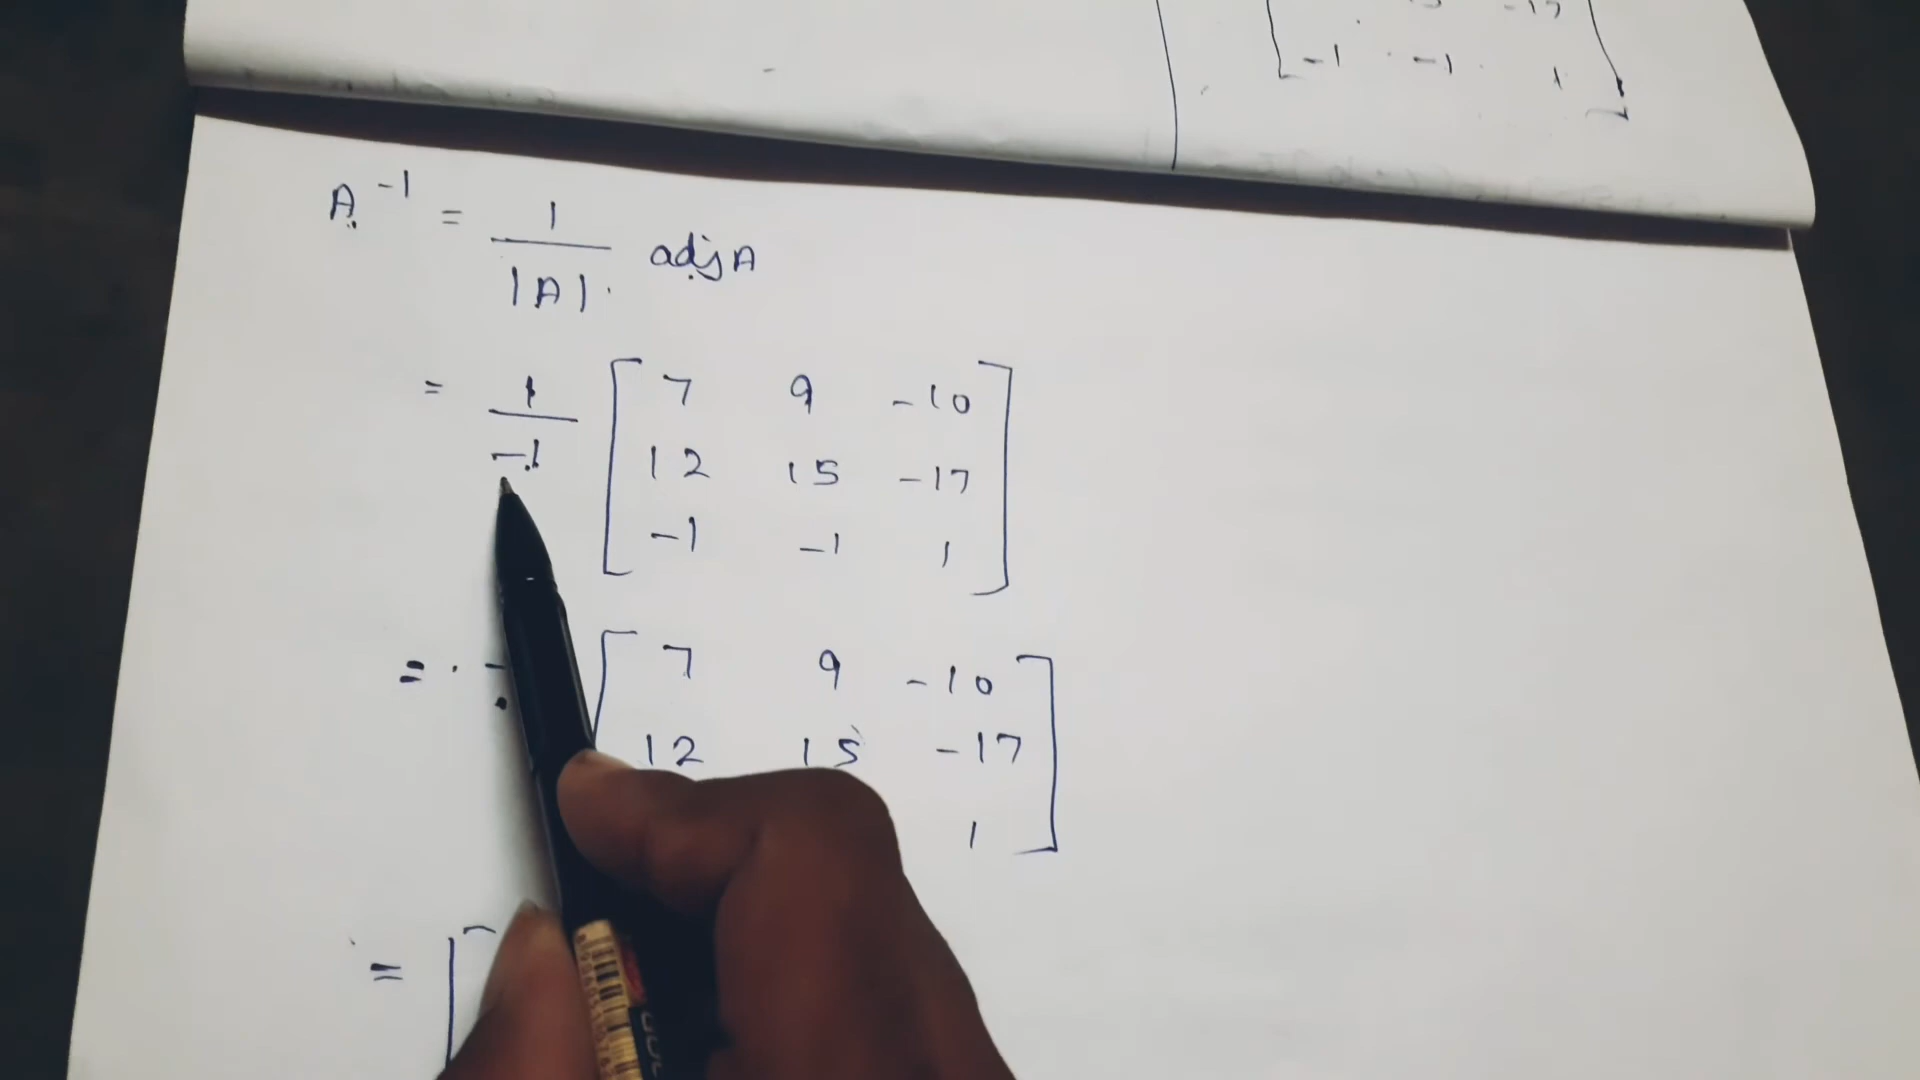 -17
-1 -1 1
A⁻¹ = 1/|A| adj A
= 1/-1 [ 7 9 -10
12 15 -17
-1 -1 1 ]
= - [ 7 9 -10
12 15 -17
1 ]
= [